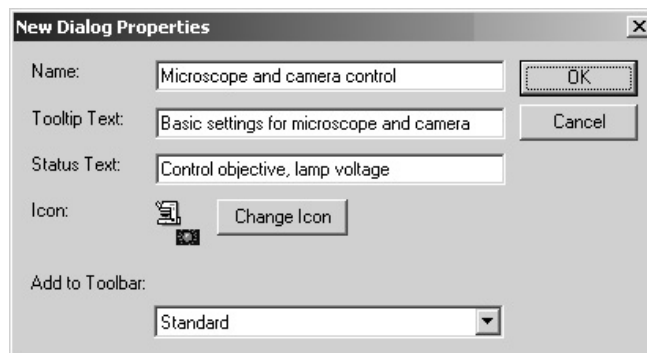 New Dialog Properties
Name: Microscope and camera control OK
Tooltip Text: Basic settings for microscope and camera Cancel
Status Text: Control objective, lamp voltage
Icon: Change Icon
Add to Toolbar:
Standard